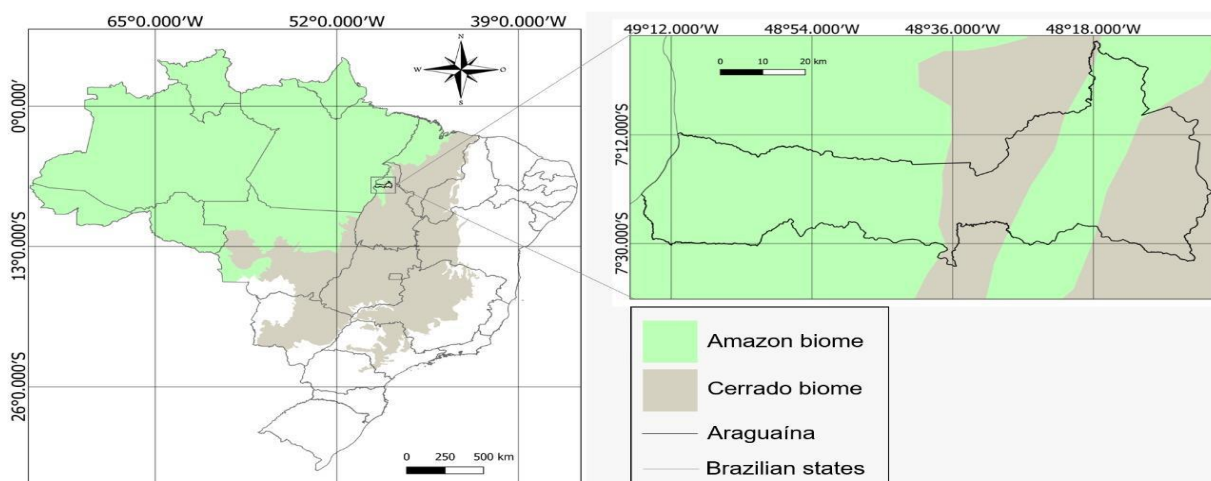 65°0.000'W 52°0.000'W 39°0.000'W
0°0.000'
13°0.000'S
26°0.000'S
N
W O
S
0 250 500 km
49°12.000'W 48°54.000'W 48°36.000'W 48°18.000'W
7°12.000'S
7°30.000'S
0 10 20 km
Amazon biome
Cerrado biome
Araguaína
Brazilian states